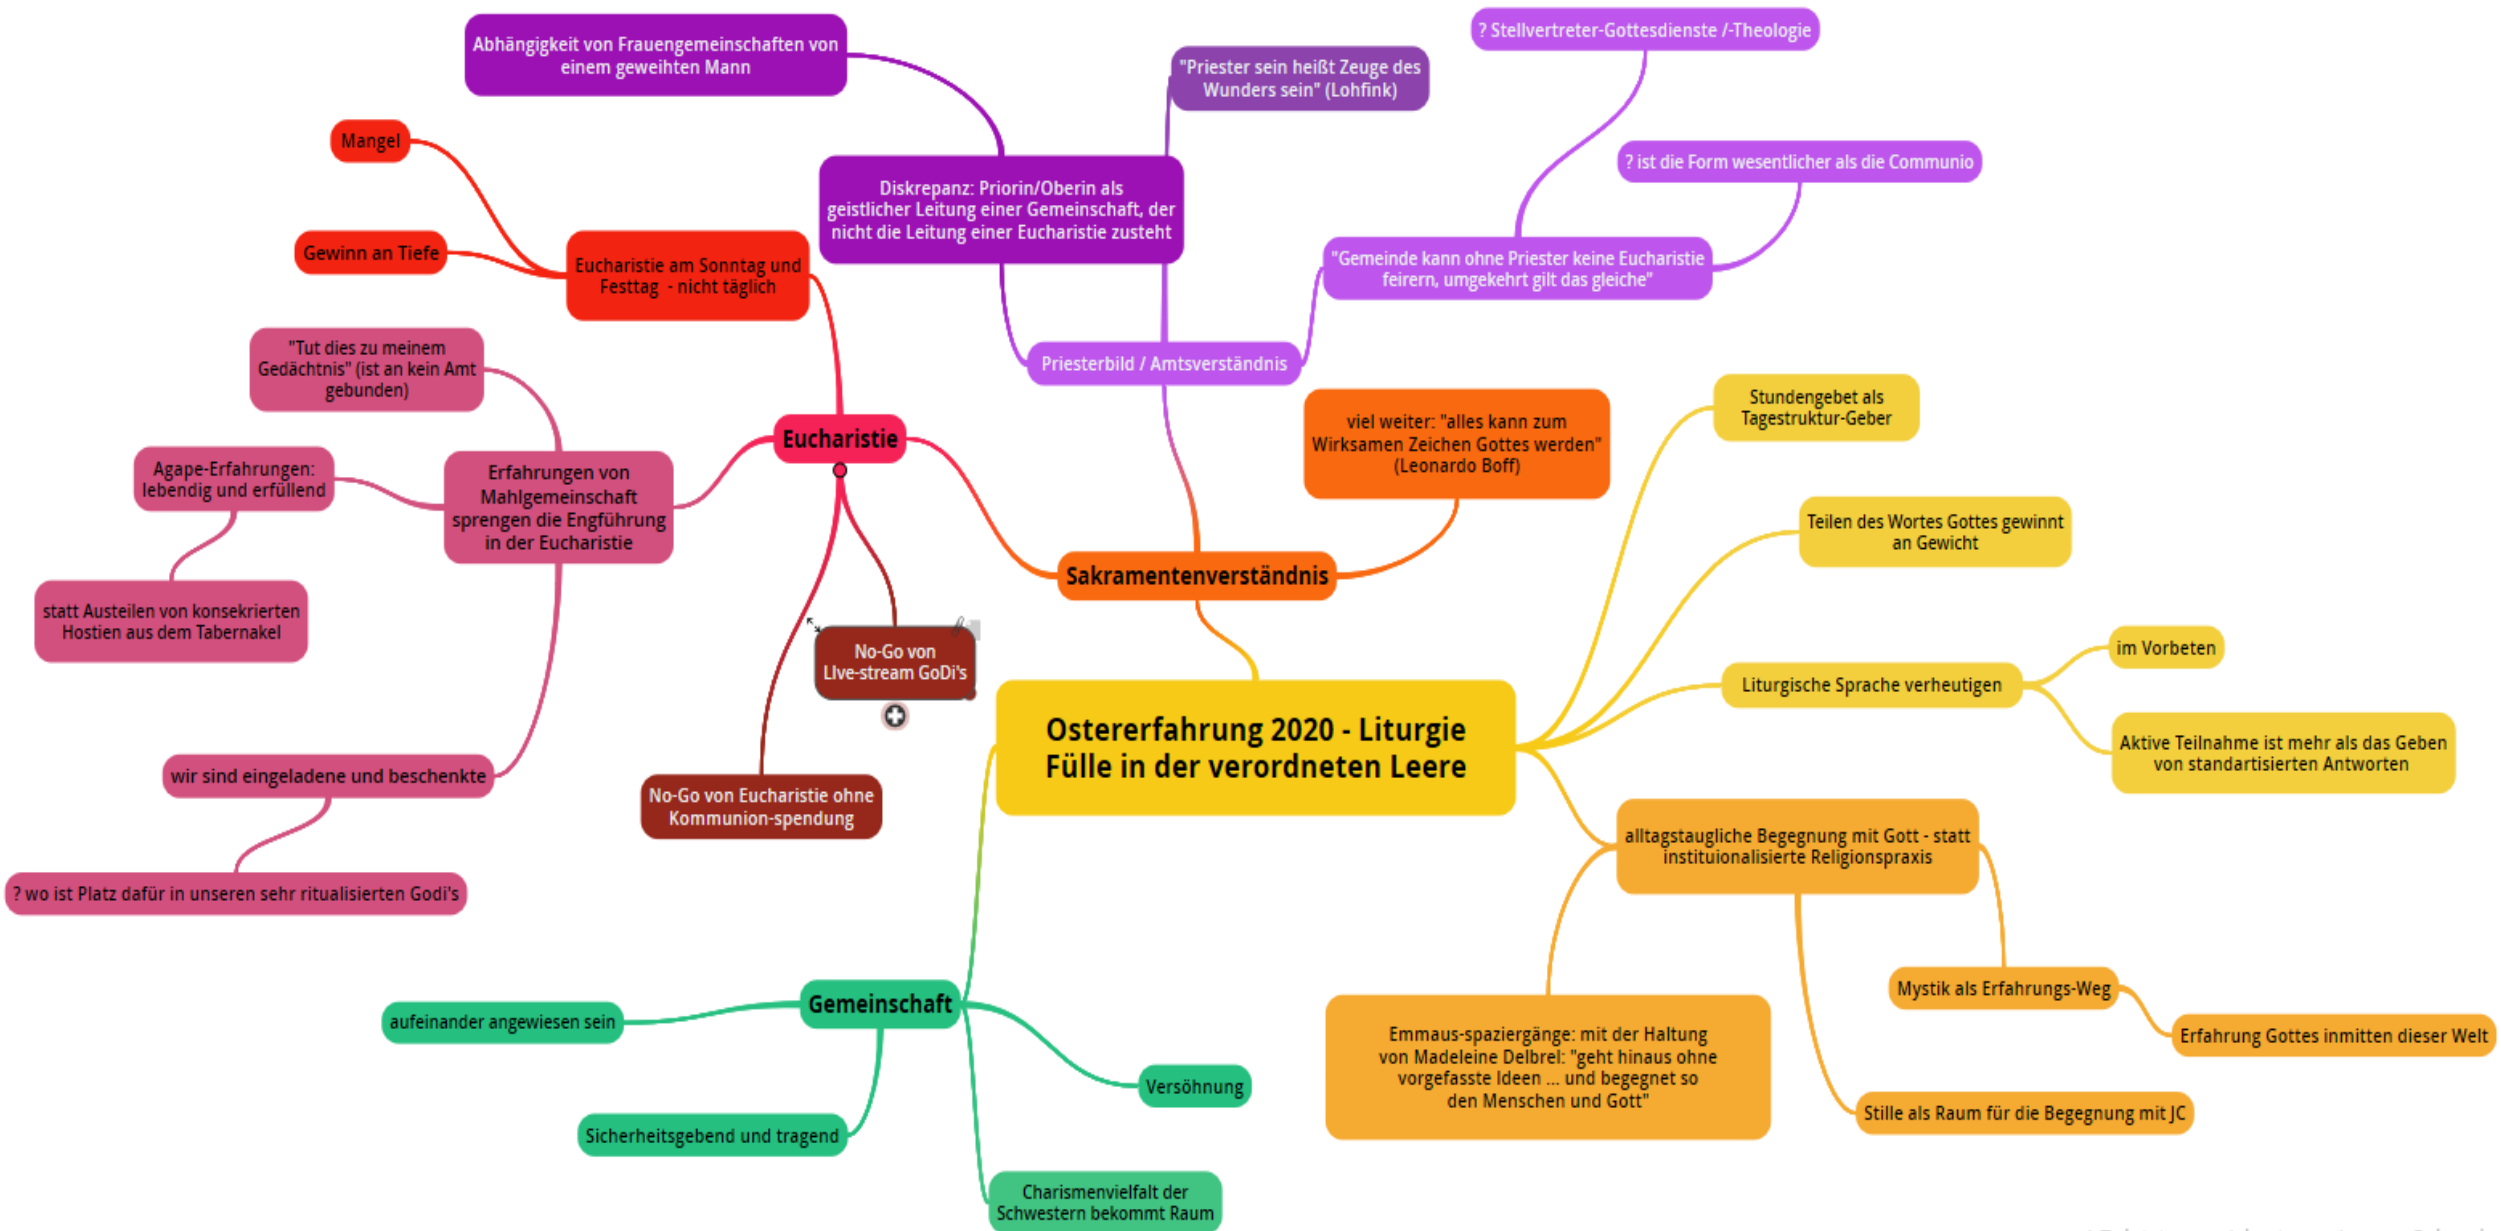 Abhängigkeit von Frauengemeinschaften von
einem geweihten Mann
"Priester sein heißt Zeuge des
Wunders sein" (Lohfink)
? Stellvertreter-Gottesdienste /-Theologie
? ist die Form wesentlicher als die Communio
Mangel
Gewinn an Tiefe
Eucharistie am Sonntag und
Festtag - nicht täglich
Diskrepanz: Priorin/Oberin als
geistlicher Leitung einer Gemeinschaft, der
nicht die Leitung einer Eucharistie zusteht
"Gemeinde kann ohne Priester keine Eucharistie
feirern, umgekehrt gilt das gleiche"
Priesterbild / Amtsverständnis
"Tut dies zu meinem
Gedächtnis" (ist an kein Amt
gebunden)
Eucharistie
viel weiter: "alles kann zum
Wirksamen Zeichen Gottes werden"
(Leonardo Boff)
Stundengebet als
Tagestruktur-Geber
Agape-Erfahrungen:
lebendig und erfüllend
Erfahrungen von
Mahlgemeinschaft
sprengen die Engführung
in der Eucharistie
Teilen des Wortes Gottes gewinnt
an Gewicht
Sakramentenverständnis
statt Austeilen von konsekrierten
Hostien aus dem Tabernakel
No-Go von
LIve-stream GoDi's
im Vorbeten
Liturgische Sprache verheutigen
Aktive Teilnahme ist mehr als das Geben
von standartisierten Antworten
Ostererfahrung 2020 - Liturgie
Fülle in der verordneten Leere
wir sind eingeladene und beschenkte
No-Go von Eucharistie ohne
Kommunion-spendung
alltagstaugliche Begegnung mit Gott - statt
instituionalisierte Religionspraxis
? wo ist Platz dafür in unseren sehr ritualisierten Godi's
Gemeinschaft
aufeinander angewiesen sein
Mystik als Erfahrungs-Weg
Erfahrung Gottes inmitten dieser Welt
Emmaus-spaziergänge: mit der Haltung
von Madeleine Delbrel: "geht hinaus ohne
vorgefasste Ideen ... und begegnet so
den Menschen und Gott"
Versöhnung
Stille als Raum für die Begegnung mit JC
Sicherheitsgebend und tragend
Charismenvielfalt der
Schwestern bekommt Raum